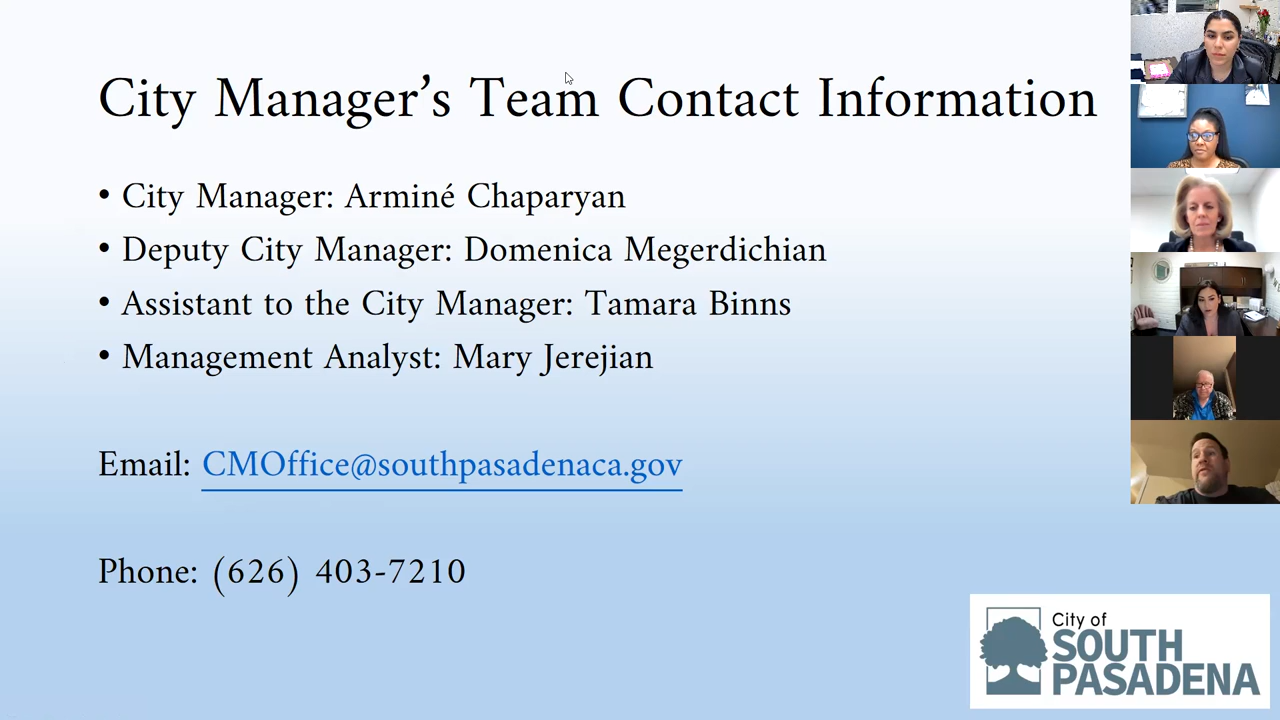 City Manager’s Team Contact Information
• City Manager: Arminé Chaparyan
• Deputy City Manager: Domenica Megerdichian
• Assistant to the City Manager: Tamara Binns
• Management Analyst: Mary Jerejian
Email: CMOffice@southpasadenaca.gov
Phone: (626) 403-7210
City of
SOUTH
PASADENA